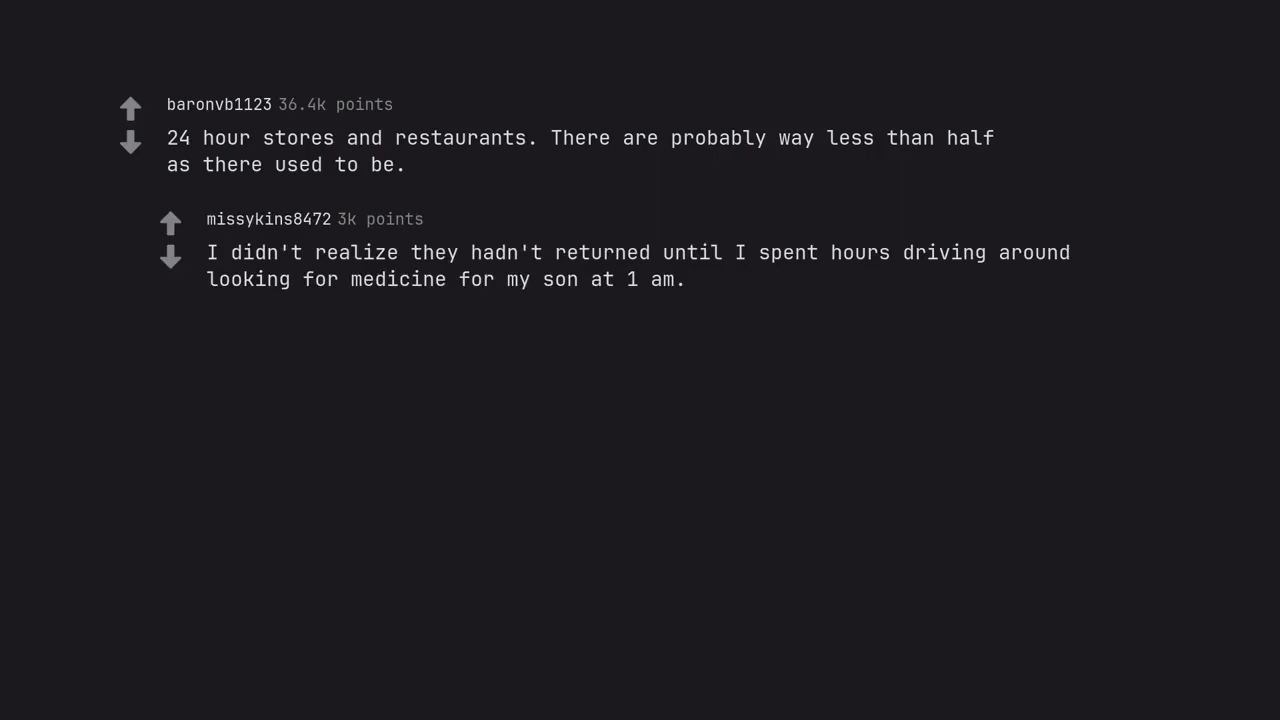 baronvb1123 36.4k points
24 hour stores and restaurants. There are probably way less than half
as there used to be.
missykins8472 3k points
I didn't realize they hadn't returned until I spent hours driving around
looking for medicine for my son at 1 am.